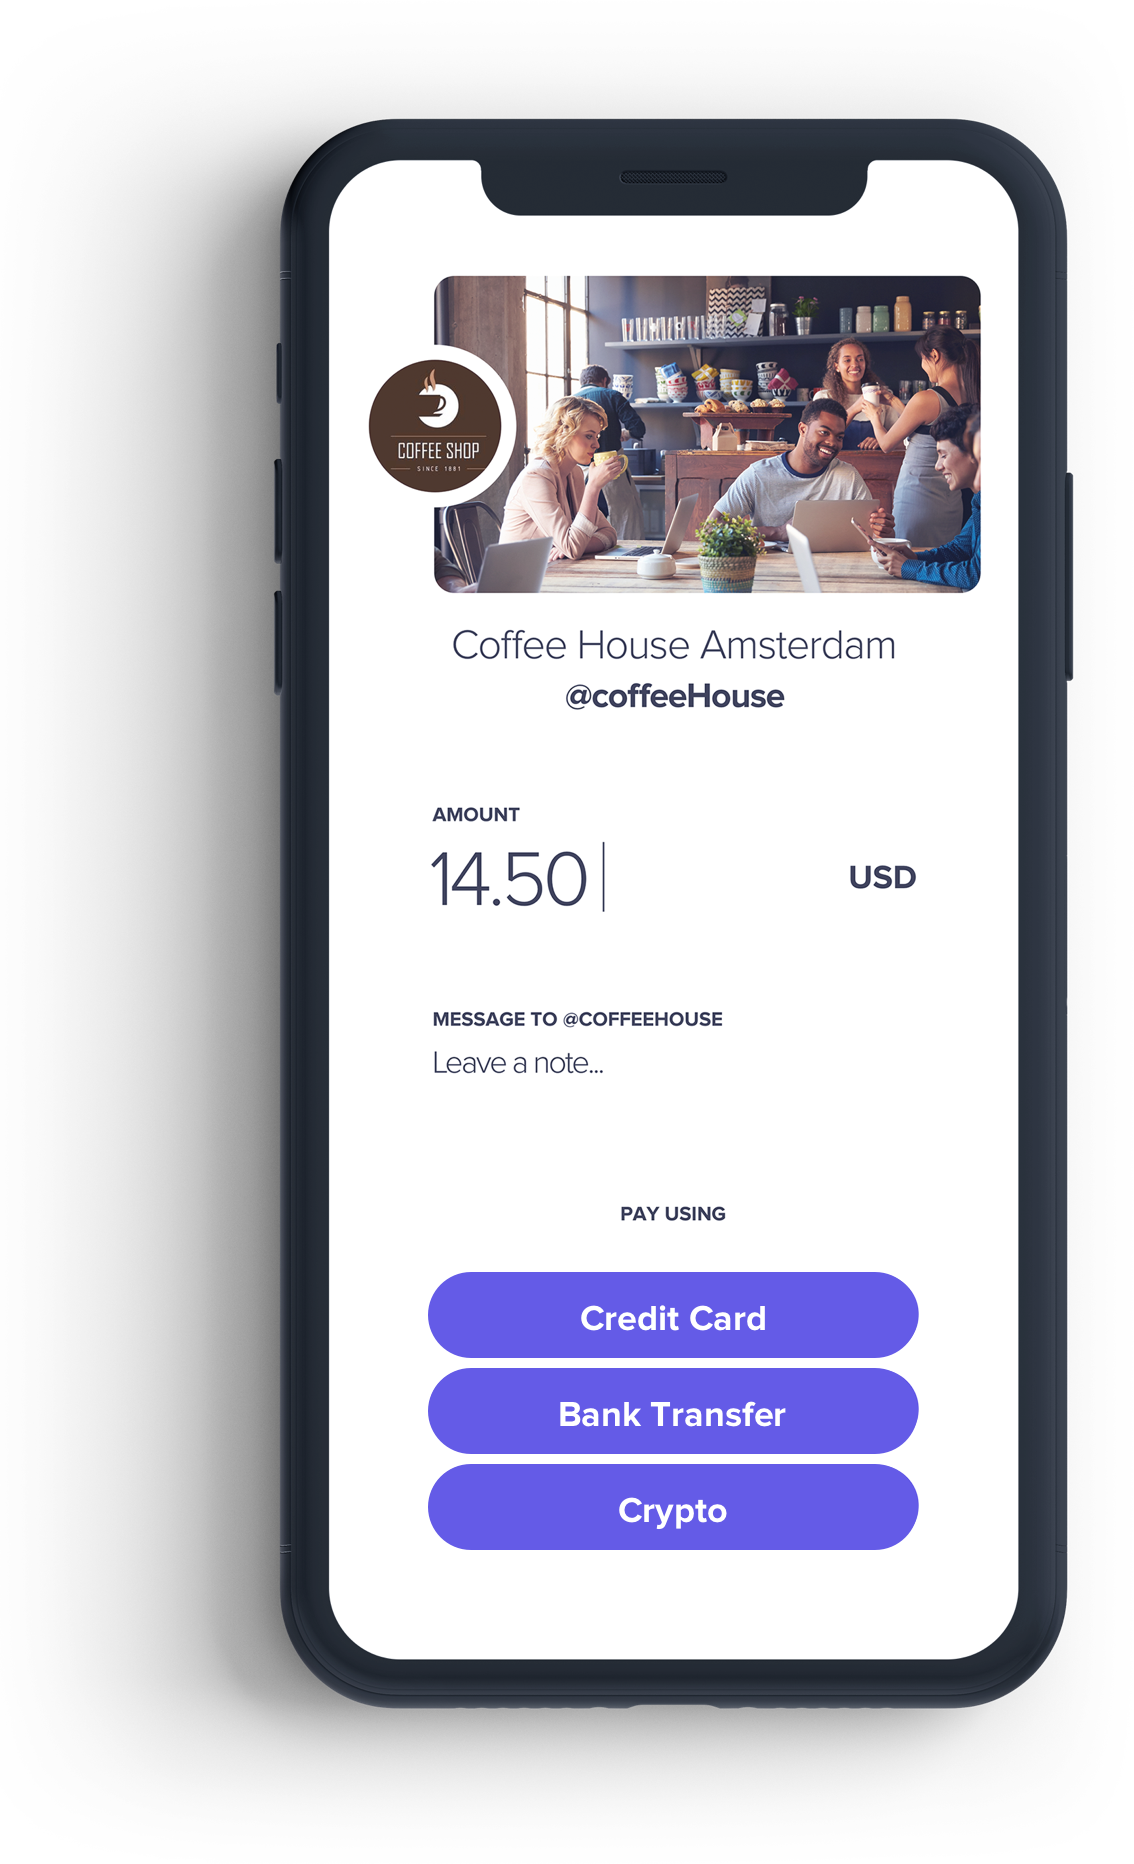 COFFEE SHOP
SINCE 1881
Coffee House Amsterdam
@coffeeHouse
AMOUNT
14.50
USD
MESSAGE TO @COFFEEHOUSE
Leave a note...
PAY USING
Credit Card
Bank Transfer
Crypto